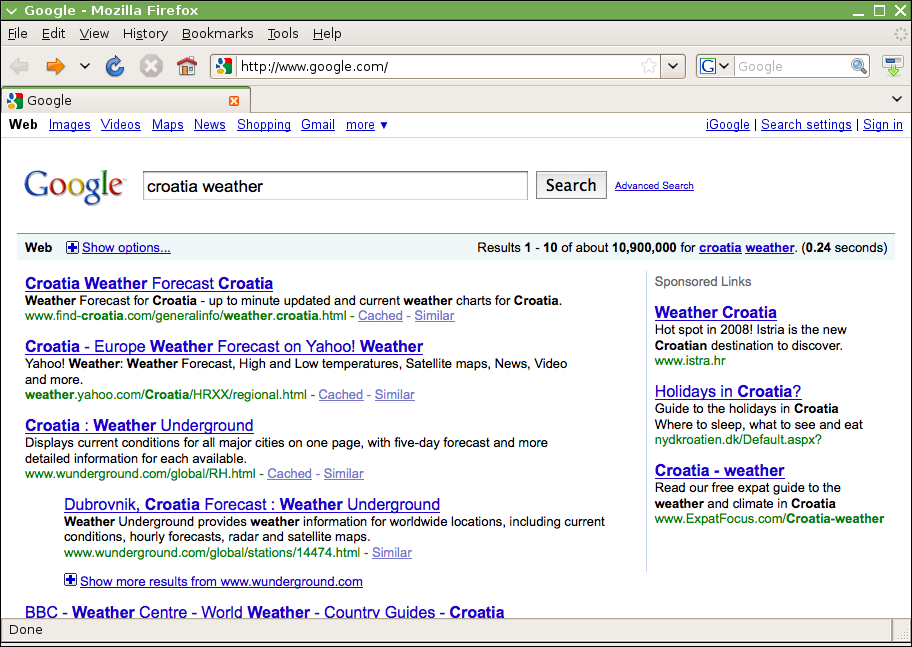 Google - Mozilla Firefox
File Edit View History Bookmarks Tools Help
http://www.google.com/
G Google
Google
Web Images Videos Maps News Shopping Gmail more ▼ iGoogle | Search settings | Sign in
Google™ croatia weather Search Advanced Search
Web Show options... Results 1 - 10 of about 10,900,000 for croatia weather. (0.24 seconds)
Croatia Weather Forecast Croatia
Weather Forecast for Croatia - up to minute updated and current weather charts for Croatia.
www.find-croatia.com/generalinfo/weather.croatia.html - Cached - Similar
Croatia - Europe Weather Forecast on Yahoo! Weather
Yahoo! Weather: Weather Forecast, High and Low temperatures, Satellite maps, News, Video
and more.
weather.yahoo.com/Croatia/HRXX/regional.html - Cached - Similar
Croatia : Weather Underground
Displays current conditions for all major cities on one page, with five-day forecast and more
detailed information for each available.
www.wunderground.com/global/RH.html - Cached - Similar
Dubrovnik, Croatia Forecast : Weather Underground
Weather Underground provides weather information for worldwide locations, including current
conditions, hourly forecasts, radar and satellite maps.
www.wunderground.com/global/stations/14474.html - Similar
Show more results from www.wunderground.com
BBC - Weather Centre - World Weather - Country Guides - Croatia
Sponsored Links
Weather Croatia
Hot spot in 2008! Istria is the new
Croatian destination to discover.
www.istra.hr
Holidays in Croatia?
Guide to the holidays in Croatia
Where to sleep, what to see and eat
nydkroatien.dk/Default.aspx?
Croatia - weather
Read our free expat guide to the
weather and climate in Croatia
www.ExpatFocus.com/Croatia-weather
Done